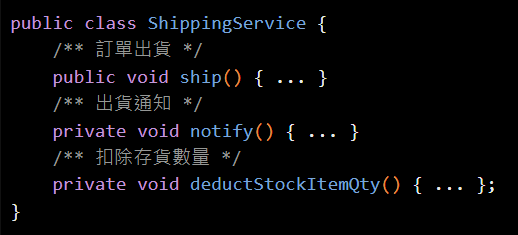 public class ShippingService {
/** 訂單出貨 */
public void ship() { ... }
/** 出貨通知 */
private void notify() { ... }
/** 扣除存貨數量 */
private void deductStockItemQty() { ... };
}